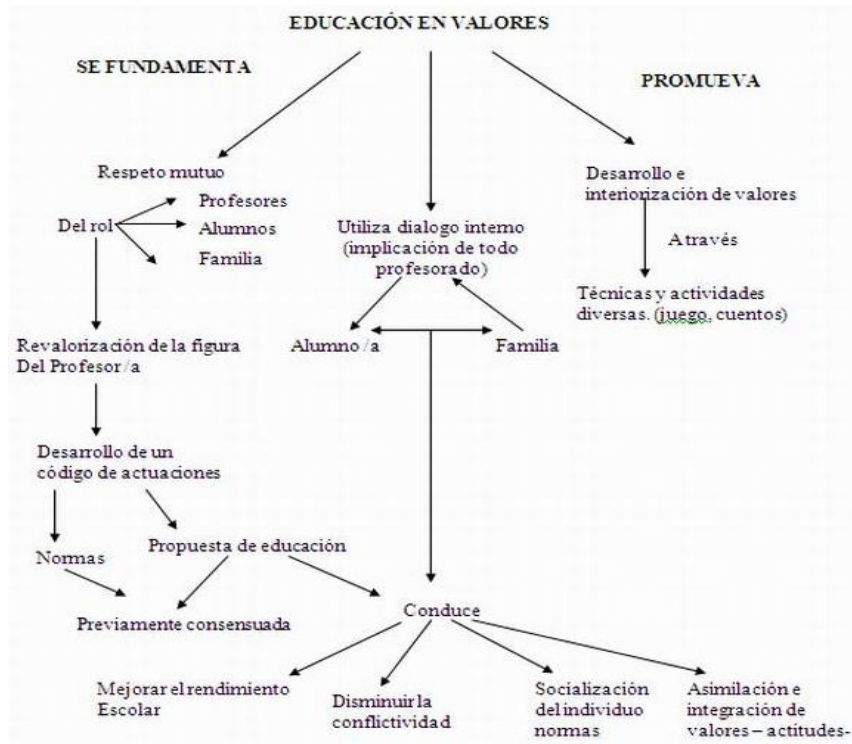 EDUCACIÓN EN VALORES
SE FUNDAMENTA
PROMUEVA
Respeto mutuo
Del rol
Profesores
Alumnos
Familia
Revalorización de la figura
Del Profesor/a
Desarrollo de un
código de actuaciones
Normas
Propuesta de educación
Previamente consensuada
Utiliza dialogo interno
(implicación de todo
profesorado)
Alumno /a
Familia
Desarrollo e
interiorización de valores
A través
Técnicas y actividades
diversas. (juego, cuentos)
Conduce
Mejorar el rendimiento
Escolar
Disminuir la
conflictividad
Socialización
del individuo
normas
Asimilación e
integración de
valores – actitudes-